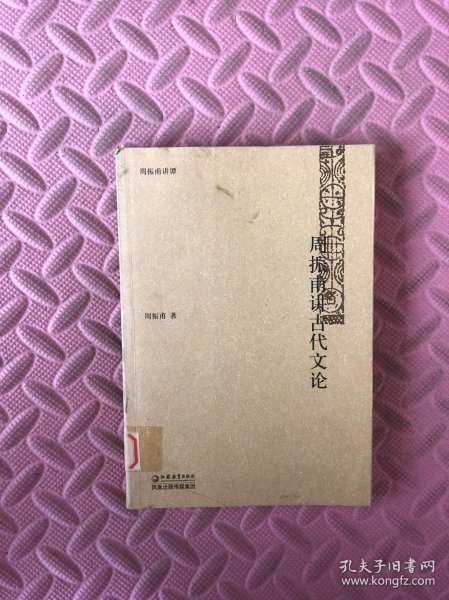 周振甫讲谭
周振甫讲古代文论
周振甫 著
江苏教育出版社
凤凰出版传媒集团
孔夫子旧书网
www.kongfz.com